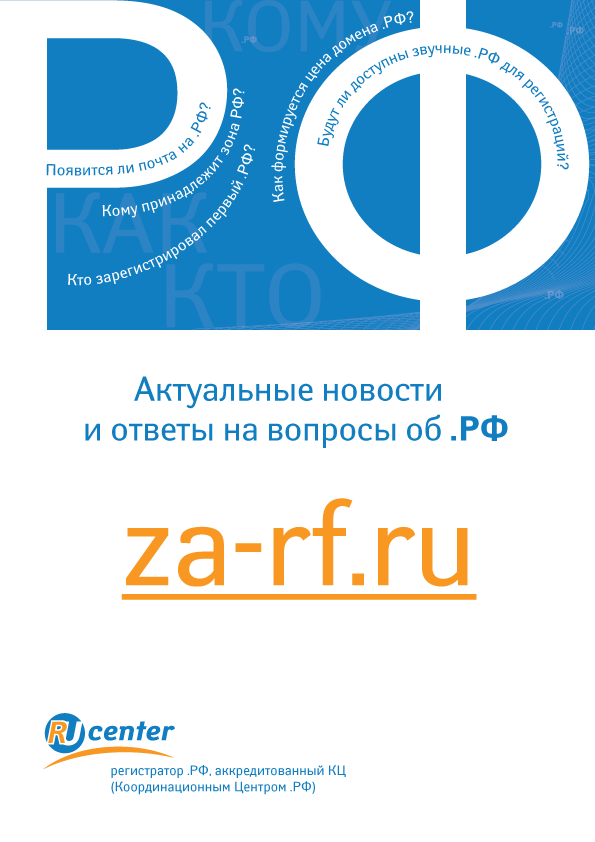 РФ
КОМУ
.РФ
.РФ
.РФ
Как формируется цена домена .РФ?
Будут ли доступны звучные .РФ для регистраций?
Появится ли почта на .РФ?
Кому принадлежит зона РФ?
Кто зарегистрировал первый .РФ?
КАК
КТО
.РФ
Актуальные новости
и ответы на вопросы об .РФ
za-rf.ru
RU center
регистратор .РФ, аккредитованный КЦ
(Координационным Центром .РФ)